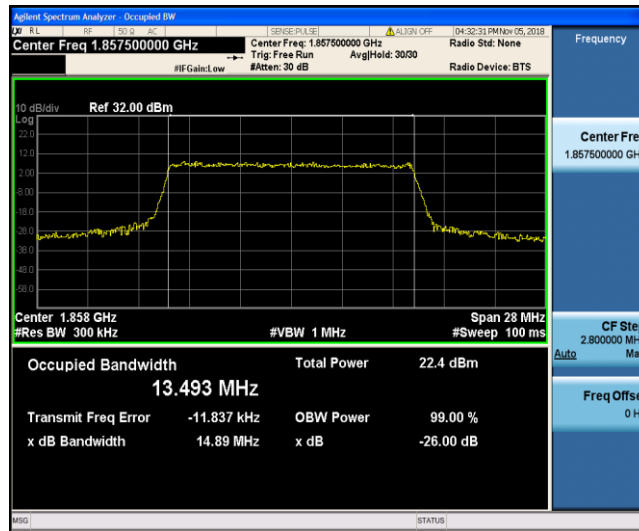 Agilent Spectrum Analyzer - Occupied BW
LXI RL RF 50 Ω AC SENSE:PULSE ALIGN OFF 04:32:31 PM Nov 05, 2018
Center Freq 1.857500000 GHz
Center Freq: 1.857500000 GHz
Radio Std: None
Trig: Free Run Avg|Hold: 30/30
#IFGain:Low
#Atten: 30 dB
Radio Device: BTS
10 dB/div
Ref 32.00 dBm
Log
22.0
12.0
2.00
-8.00
-18.0
-28.0
-38.0
-48.0
-58.0
Center 1.858 GHz
Span 28 MHz
#Res BW 300 kHz
#VBW 1 MHz
#Sweep 100 ms
Occupied Bandwidth
Total Power 22.4 dBm
13.493 MHz
Transmit Freq Error -11.837 kHz
OBW Power 99.00 %
x dB Bandwidth 14.89 MHz
x dB -26.00 dB
MSG
STATUS
Frequency
Center Fre
1.857500000 GH
CF Ste
2.800000 MH
Auto Ma
Freq Offse
0 H